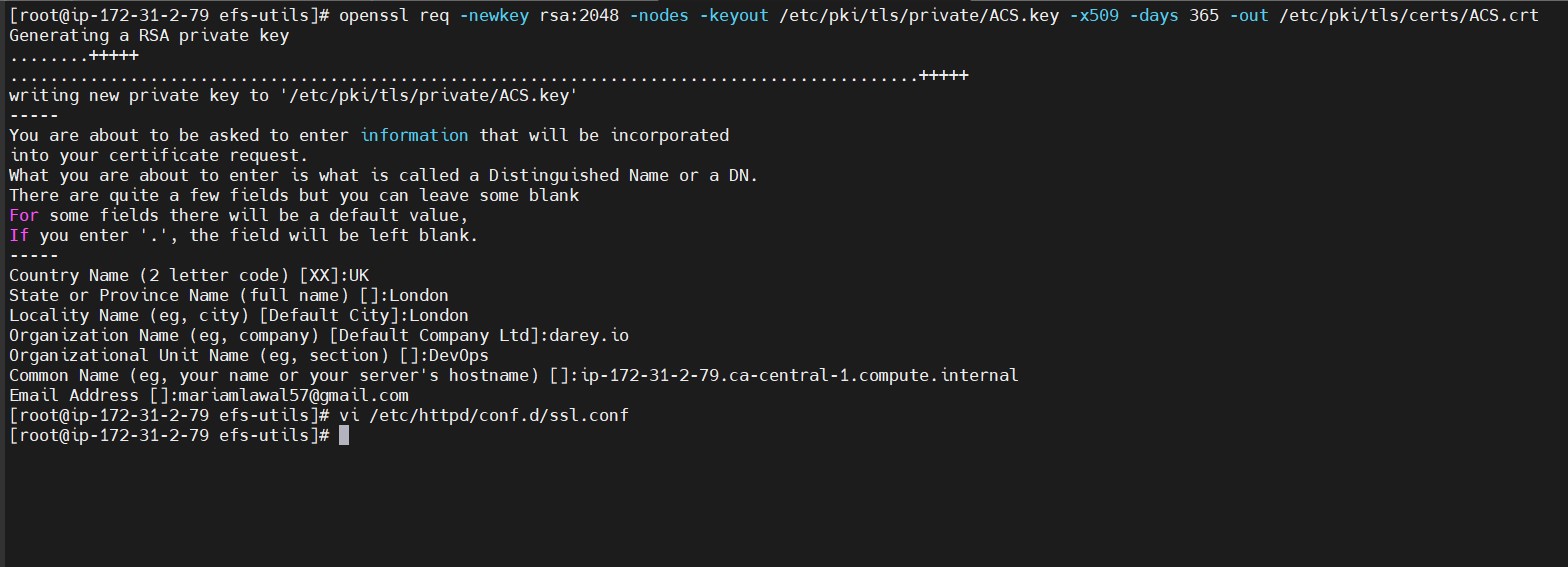 [root@ip-172-31-2-79 efs-utils]# openssl req -newkey rsa:2048 -nodes -keyout /etc/pki/tls/private/ACS.key -x509 -days 365 -out /etc/pki/tls/certs/ACS.crt
Generating a RSA private key
........+++++
...........................................................................................+++++
writing new private key to '/etc/pki/tls/private/ACS.key'
-----
You are about to be asked to enter information that will be incorporated
into your certificate request.
What you are about to enter is what is called a Distinguished Name or a DN.
There are quite a few fields but you can leave some blank
For some fields there will be a default value,
If you enter '.', the field will be left blank.
-----
Country Name (2 letter code) [XX]:UK
State or Province Name (full name) []:London
Locality Name (eg, city) [Default City]:London
Organization Name (eg, company) [Default Company Ltd]:darey.io
Organizational Unit Name (eg, section) []:DevOps
Common Name (eg, your name or your server's hostname) []:ip-172-31-2-79.ca-central-1.compute.internal
Email Address []:mariamlawal57@gmail.com
[root@ip-172-31-2-79 efs-utils]# vi /etc/httpd/conf.d/ssl.conf
[root@ip-172-31-2-79 efs-utils]#